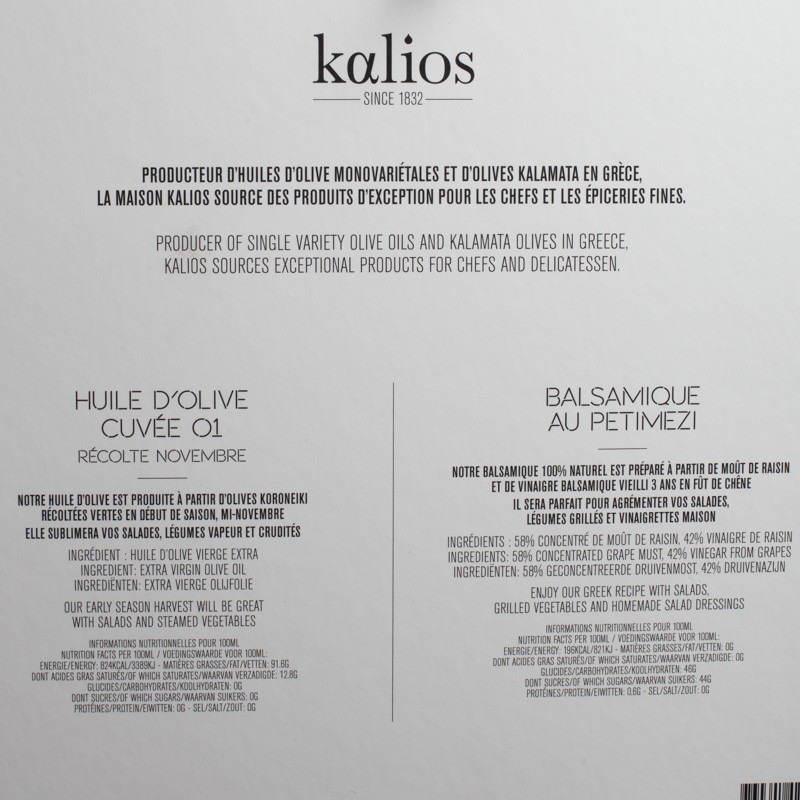 kαlios
SINCE 1832
PRODUCTEUR D'HUILES D'OLIVE MONOVARIÉTALES ET D'OLIVES KALAMATA EN GRÈCE,
LA MAISON KALIOS SOURCE DES PRODUITS D'EXCEPTION POUR LES CHEFS ET LES ÉPICERIES FINES.
PRODUCER OF SINGLE VARIETY OLIVE OILS AND KALAMATA OLIVES IN GREECE,
KALIOS SOURCES EXCEPTIONAL PRODUCTS FOR CHEFS AND DELICATESSEN.
HUILE D'OLIVE
CUVÉE 01
RÉCOLTE NOVEMBRE
NOTRE HUILE D'OLIVE EST PRODUITE À PARTIR D'OLIVES KORONEIKI
RÉCOLTÉES VERTES EN DÉBUT DE SAISON, MI-NOVEMBRE
ELLE SUBLIMERA VOS SALADES, LÉGUMES VAPEUR ET CRUDITÉS
INGRÉDIENT : HUILE D'OLIVE VIERGE EXTRA
INGREDIENT: EXTRA VIRGIN OLIVE OIL
INGREDIËNTEN: EXTRA VIERGE OLIJFOLIE
OUR EARLY SEASON HARVEST WILL BE GREAT
WITH SALADS AND STEAMED VEGETABLES
INFORMATIONS NUTRITIONNELLES POUR 100ML
NUTRITION FACTS PER 100ML / VOEDINGSWAARDE VOOR 100ML:
ENERGIE/ENERGY: 824KCAL/3389KJ - MATIÈRES GRASSES/FAT/VETTEN: 91.6G
DONT ACIDES GRAS SATURÉS/OF WHICH SATURATES/WAARVAN VERZADIGDE: 12.8G
GLUCIDES/CARBOHYDRATES/KOOLHYDRATEN: 0G
DONT SUCRES/OF WHICH SUGARS/WAARVAN SUIKERS: 0G
PROTÉINES/PROTEIN/EIWITTEN: 0G - SEL/SALT/ZOUT: 0G
BALSAMIQUE
AU PETIMEZI
NOTRE BALSAMIQUE 100% NATUREL EST PRÉPARÉ À PARTIR DE MOÛT DE RAISIN
ET DE VINAIGRE BALSAMIQUE VIEILLI 3 ANS EN FÛT DE CHÊNE
IL SERA PARFAIT POUR AGRÉMENTER VOS SALADES,
LÉGUMES GRILLÉS ET VINAIGRETTES MAISON
INGRÉDIENTS : 58% CONCENTRÉ DE MOÛT DE RAISIN, 42% VINAIGRE DE RAISIN
INGREDIENTS: 58% CONCENTRATED GRAPE MUST, 42% VINEGAR FROM GRAPES
INGREDIËNTEN: 58% GECONCENTREERDE DRUIVENMOST, 42% DRUIVENAZIJN
ENJOY OUR GREEK RECIPE WITH SALADS,
GRILLED VEGETABLES AND HOMEMADE SALAD DRESSINGS
INFORMATIONS NUTRITIONNELLES POUR 100ML
NUTRITION FACTS PER 100ML / VOEDINGSWAARDE VOOR 100ML:
ENERGIE/ENERGY: 196KCAL/821KJ - MATIÈRES GRASSES/FAT/VETTEN: 0G
DONT ACIDES GRAS SATURÉS/OF WHICH SATURATES/WAARVAN VERZADIGDE: 0G
GLUCIDES/CARBOHYDRATES/KOOLHYDRATEN: 46G
DONT SUCRES/OF WHICH SUGARS/WAARVAN SUIKERS: 44G
PROTÉINES/PROTEIN/EIWITTEN: 0,6G - SEL/SALT/ZOUT: 0G